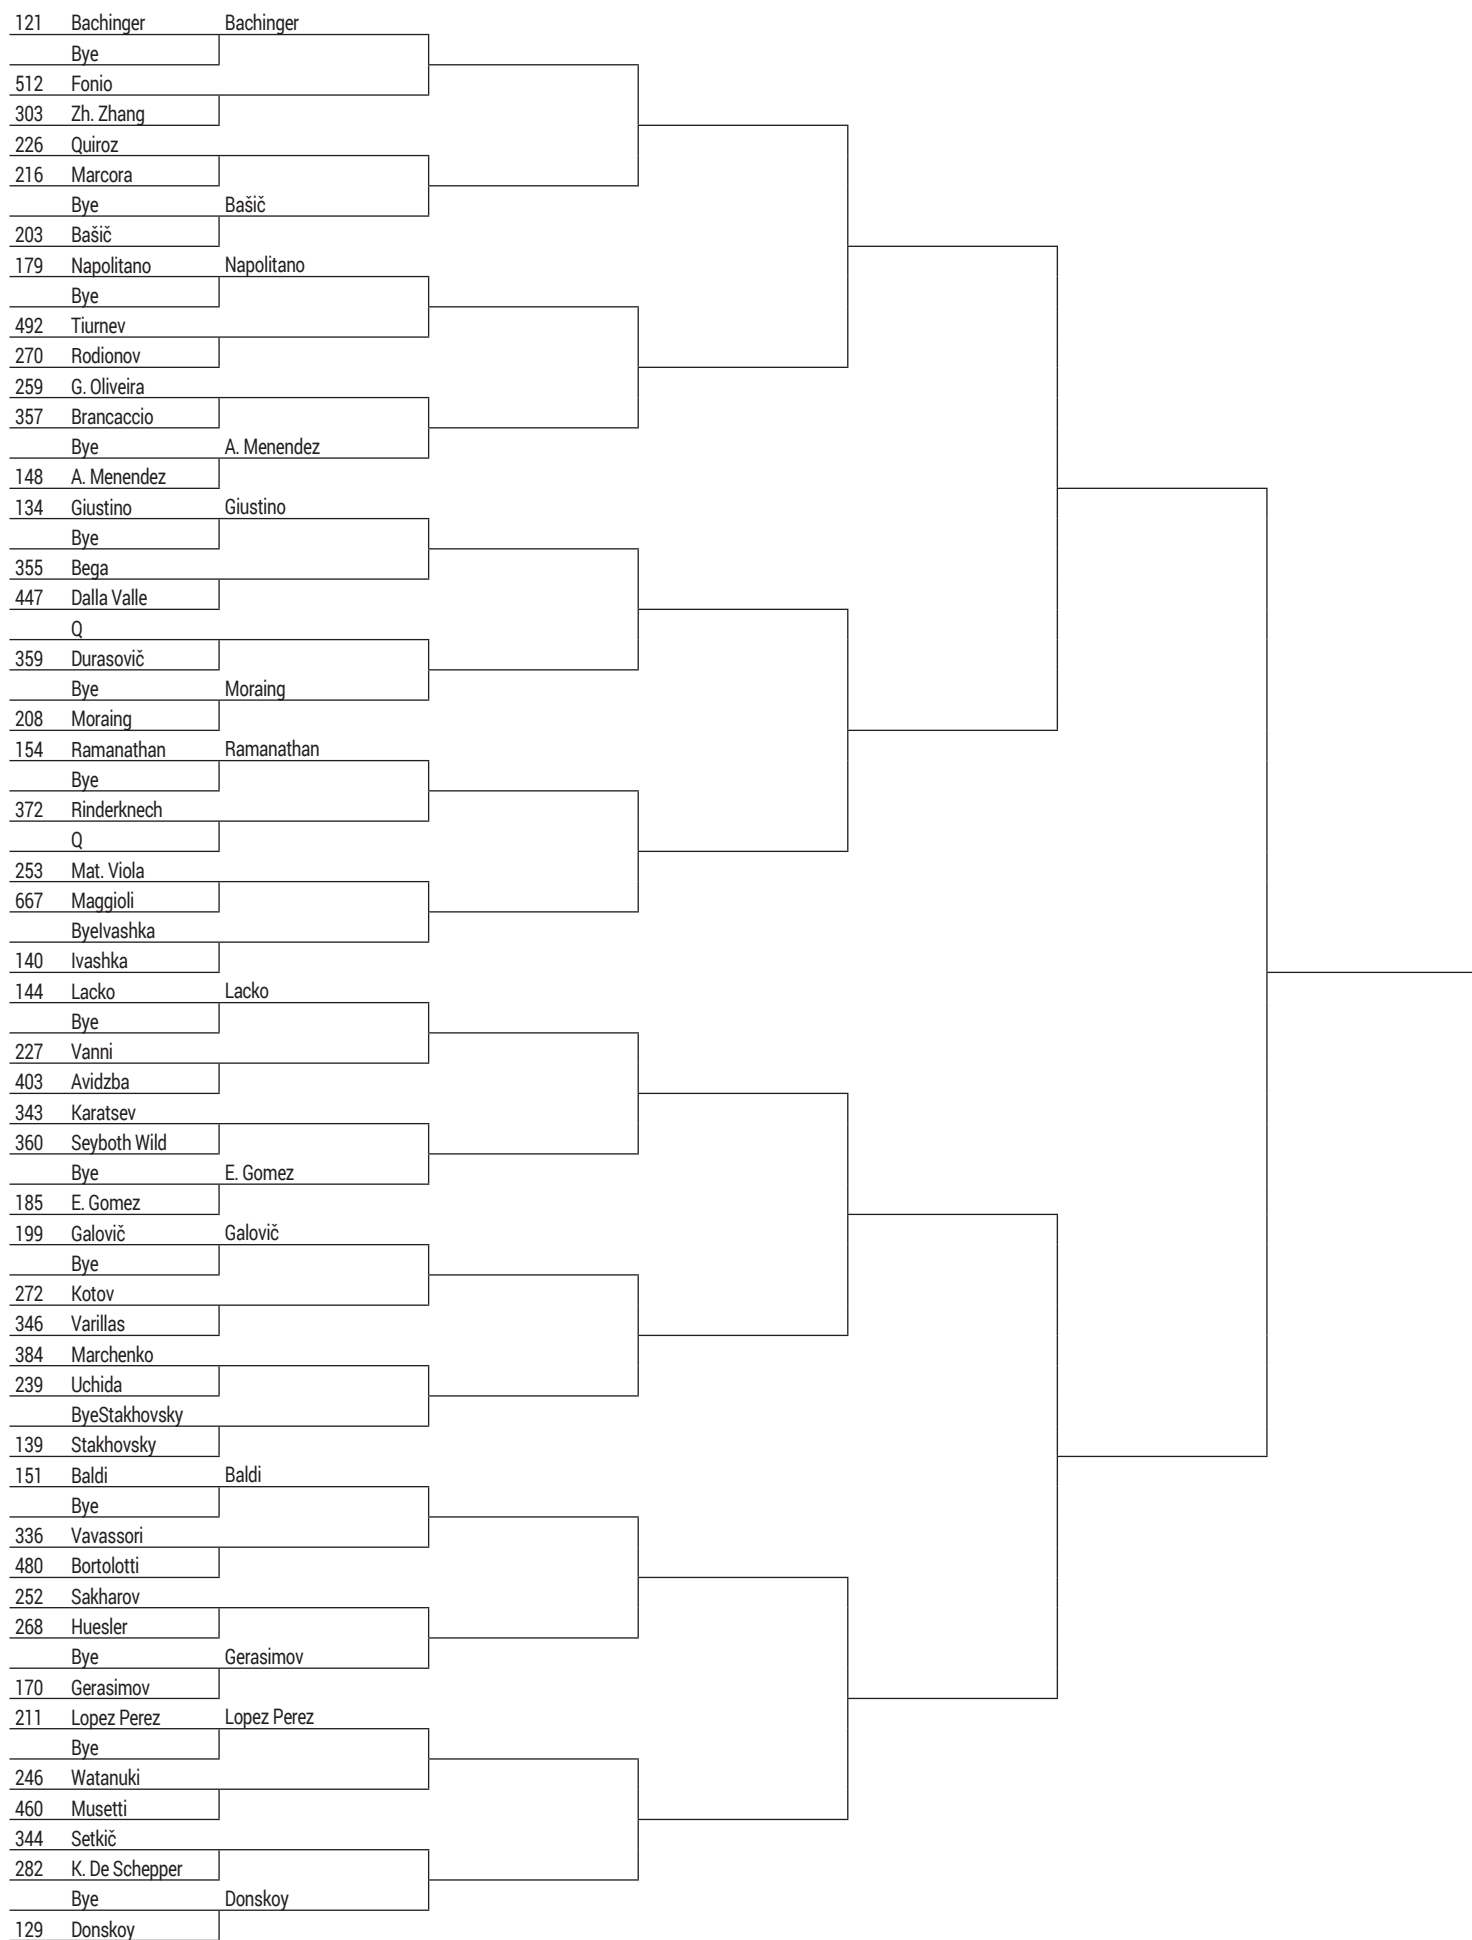 121 Bachinger Bachinger
Bye
512 Fonio
303 Zh. Zhang
226 Quiroz
216 Marcora
Bye Bašič
203 Bašič
179 Napolitano Napolitano
Bye
492 Tiurnev
270 Rodionov
259 G. Oliveira
357 Brancaccio
Bye A. Menendez
148 A. Menendez
134 Giustino Giustino
Bye
355 Bega
447 Dalla Valle
Q
359 Durasovič
Bye Moraing
208 Moraing
154 Ramanathan Ramanathan
Bye
372 Rinderknech
Q
253 Mat. Viola
667 Maggioli
ByeIvashka
140 Ivashka
144 Lacko Lacko
Bye
227 Vanni
403 Avidzba
343 Karatsev
360 Seyboth Wild
Bye E. Gomez
185 E. Gomez
199 Galovič Galovič
Bye
272 Kotov
346 Varillas
384 Marchenko
239 Uchida
ByeStakhovsky
139 Stakhovsky
151 Baldi Baldi
Bye
336 Vavassori
480 Bortolotti
252 Sakharov
268 Huesler
Bye Gerasimov
170 Gerasimov
211 Lopez Perez Lopez Perez
Bye
246 Watanuki
460 Musetti
344 Setkič
282 K. De Schepper
Bye Donskoy
129 Donskoy